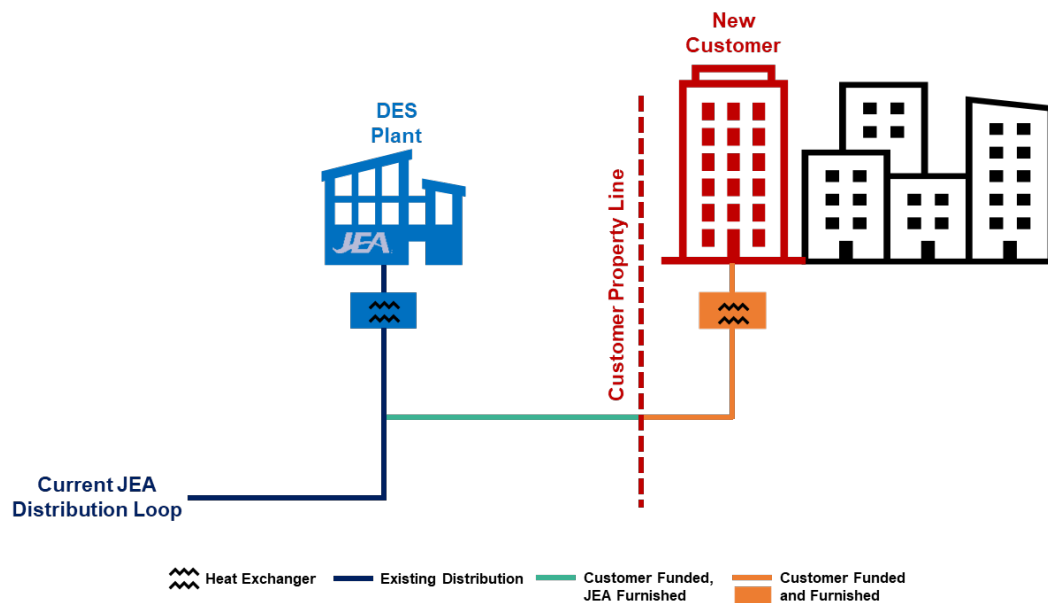 New
Customer
DES
Plant
JEA
Customer Property Line
Current JEA
Distribution Loop
Heat Exchanger
Existing Distribution
Customer Funded,
JEA Furnished
Customer Funded
and Furnished